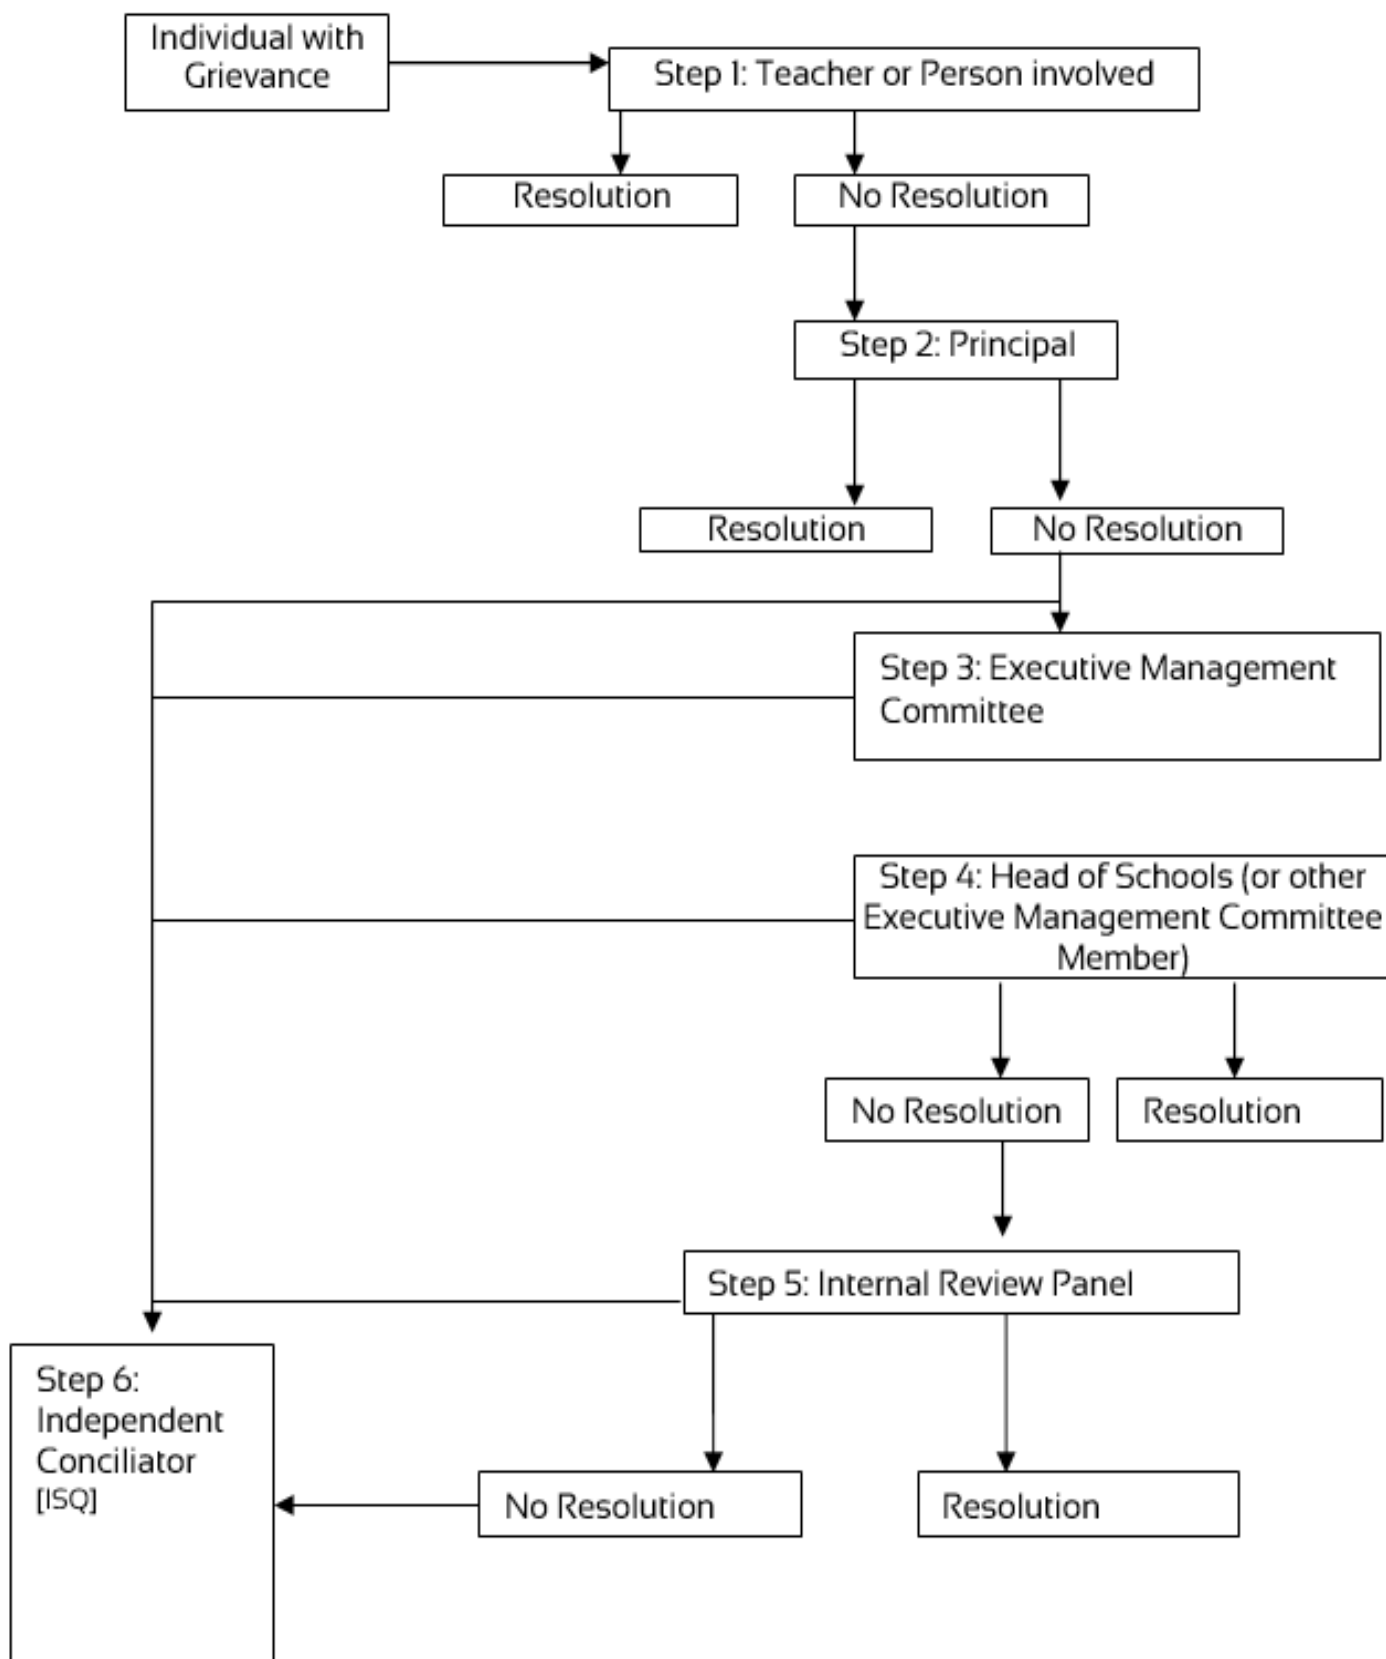 Individual with
Grievance
Step 1: Teacher or Person involved
Resolution
No Resolution
Step 2: Principal
Resolution
No Resolution
Step 3: Executive Management
Committee
Step 4: Head of Schools (or other
Executive Management Committee
Member)
No Resolution
Resolution
Step 5: Internal Review Panel
Step 6:
Independent
Conciliator
[ISQ]
No Resolution
Resolution